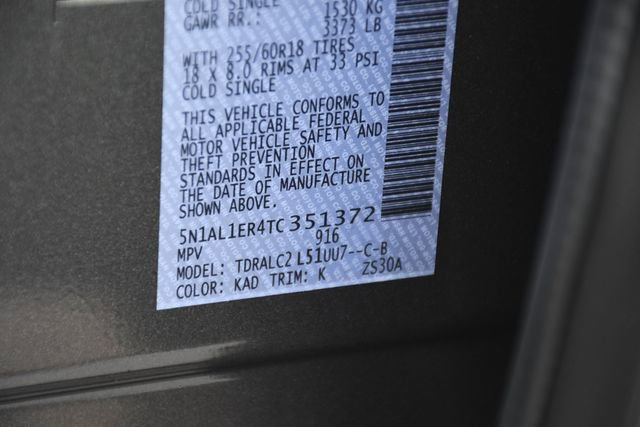 COLD SINGLE 1530 KG
GAWR RR.: 3373 LB
WITH 255/60R18 TIRES
18 X 8.0 RIMS AT 33 PSI
COLD SINGLE
THIS VEHICLE CONFORMS TO
ALL APPLICABLE FEDERAL
MOTOR VEHICLE SAFETY AND
THEFT PREVENTION
STANDARDS IN EFFECT ON
THE DATE OF MANUFACTURE
SHOWN ABOVE.
5N1AL1ER4TC351372
MPV 916
MODEL: TDRALC2 L51UU7--C-B
COLOR: KAD TRIM: K ZS30A